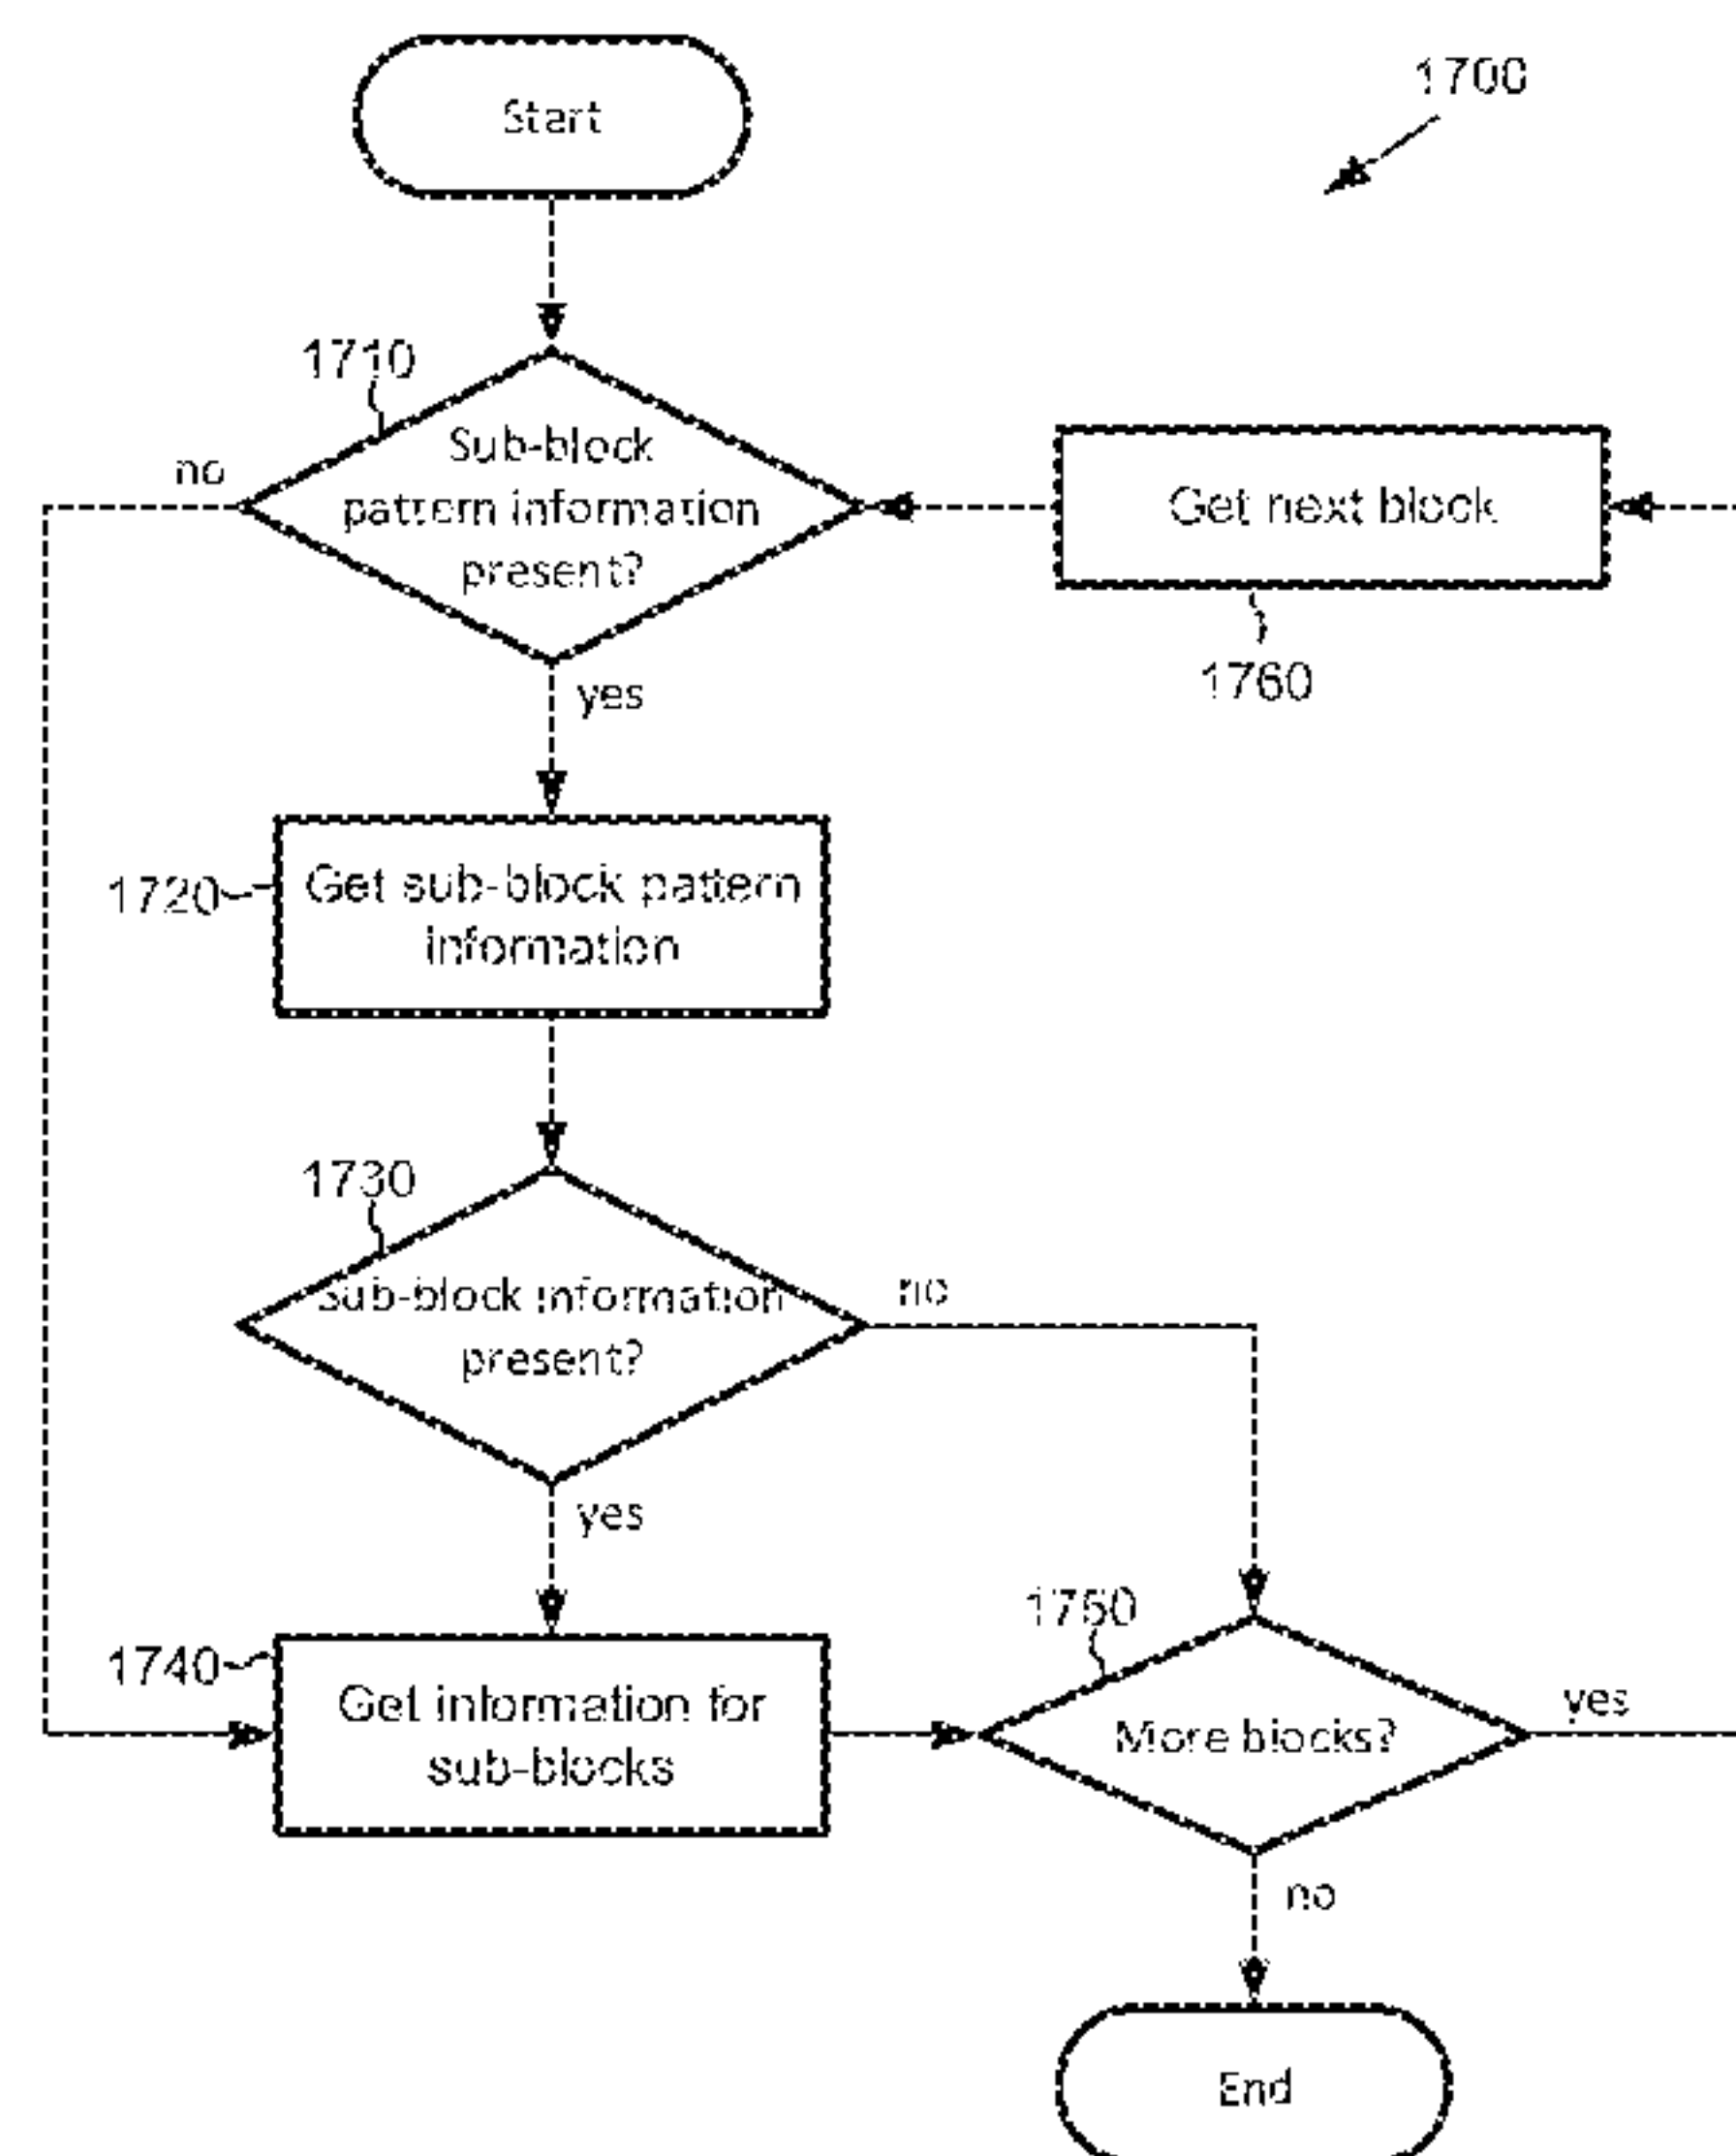 Start
1700
1710
Sub-block
pattern information
present?
no
yes
Get next block
1760
1720
Get sub-block pattern
information
1730
Sub-block information
present?
no
yes
1740
Get information for
sub-blocks
1750
More blocks?
yes
no
End